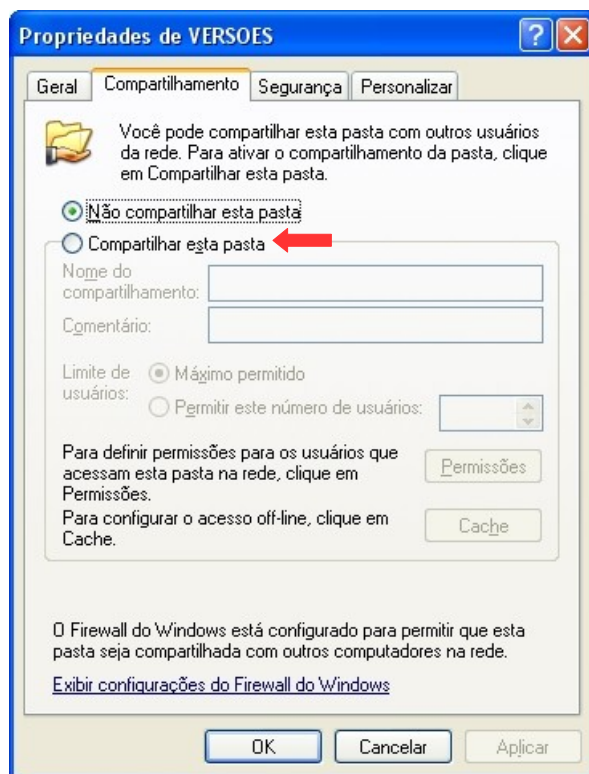 Propriedades de VERSOES
Geral Compartilhamento Segurança Personalizar
Você pode compartilhar esta pasta com outros usuários
da rede. Para ativar o compartilhamento da pasta, clique
em Compartilhar esta pasta.
Não compartilhar esta pasta
Compartilhar esta pasta
Nome do
compartilhamento:
Comentário:
Limite de
usuários:
Máximo permitido
Permitir este número de usuários:
Para definir permissões para os usuários que
acessam esta pasta na rede, clique em
Permissões.
Permissões
Para configurar o acesso off-line, clique em
Cache.
Cache
O Firewall do Windows está configurado para permitir que esta
pasta seja compartilhada com outros computadores na rede.
Exibir configurações do Firewall do Windows
OK Cancelar Aplicar